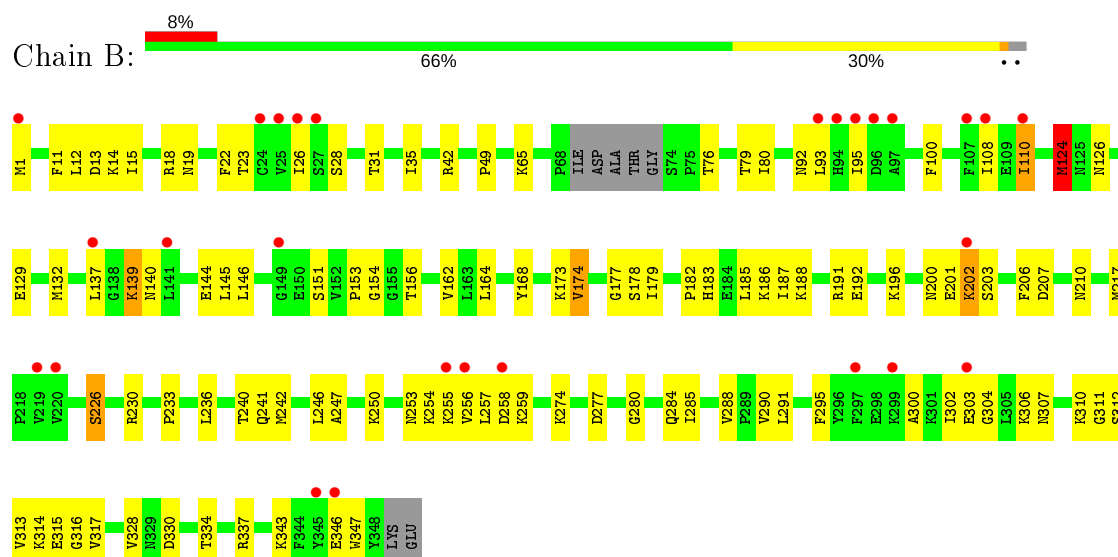 8%
Chain B:
66% 30% • •
M1 F11 L12 D13 K14 I15 R18 N19 F22 T23 C24 V25 I26 S27 S28 T31 I35 R42 P49 K65 P68 ILE ASP ALA THR GLY S74 P75 T76 T79 I80 N92 L93 H94 I95 D96 A97 F100 F107 I108 E109 I110 M124 N125 N126
E129 M132 L137 G138 K139 N140 L141 E144 L145 L146 G149 E150 S151 V152 P153 G154 G155 T156 V162 L163 L164 Y168 K173 V174 G177 S178 I179 P182 H183 E184 L185 K186 I187 K188 R191 E192 K196 N200 E201 K202 S203 F206 D207 N210 M217
P218 V219 V220 S226 R230 P233 L236 T240 Q241 M242 L246 A247 K250 N253 K254 K255 V256 L257 D258 K259 K274 D277 G280 Q284 I285 V288 P289 V290 L291 F295 Y296 F297 E298 K299 A300 K301 I302 E303 G304 L305 K306 N307 K310 G311 S312
V313 K314 E315 G316 V317 V328 N329 D330 T334 R337 K343 F344 Y345 E346 W347 Y348 LYS GLU